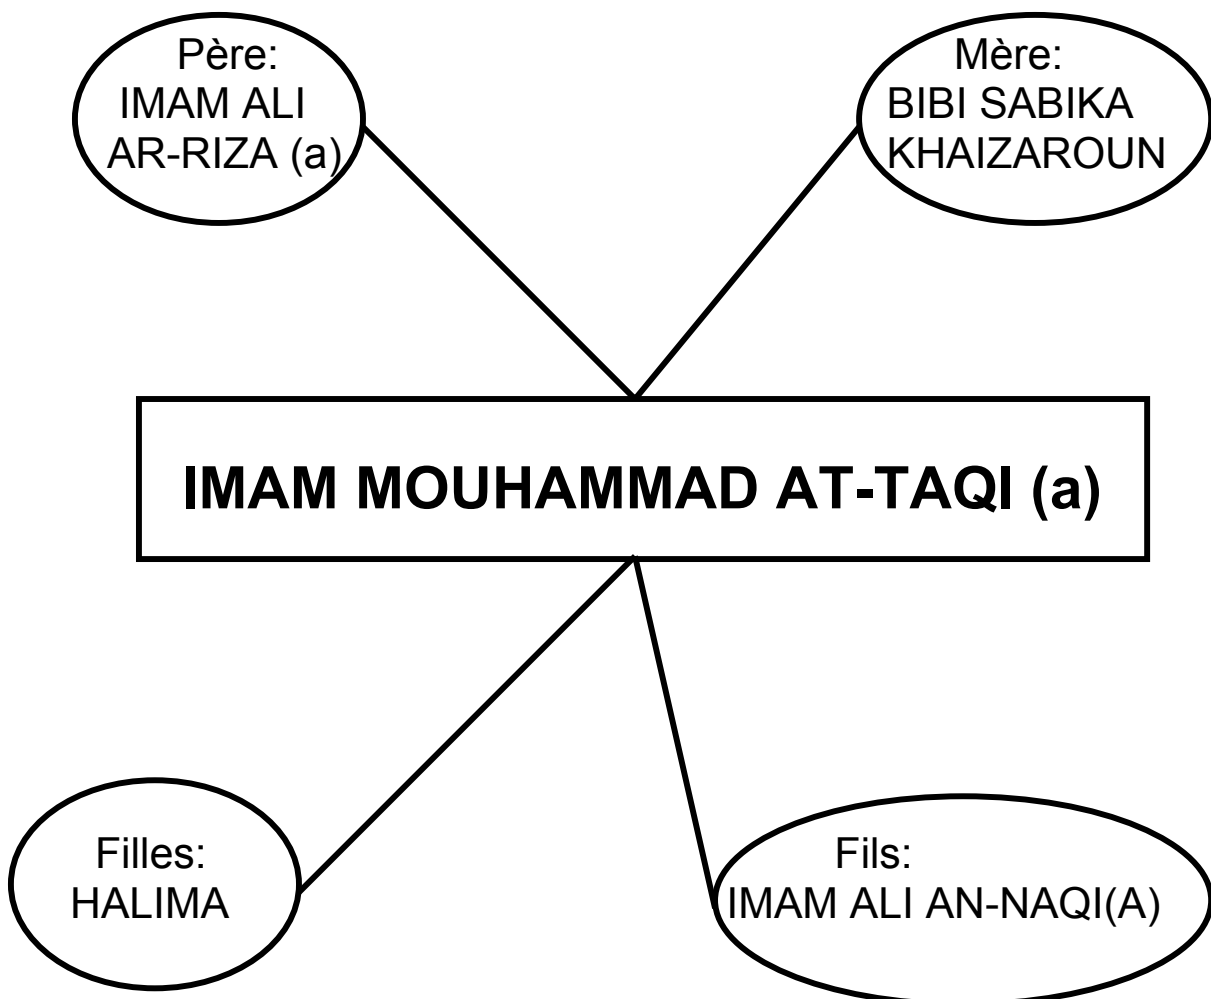 Père:
IMAM ALI
AR-RIZA (a)
Mère:
BIBI SABIKA
KHAIZAROUN
IMAM MOUHAMMAD AT-TAQI (a)
Filles:
HALIMA
Fils:
IMAM ALI AN-NAQI(A)